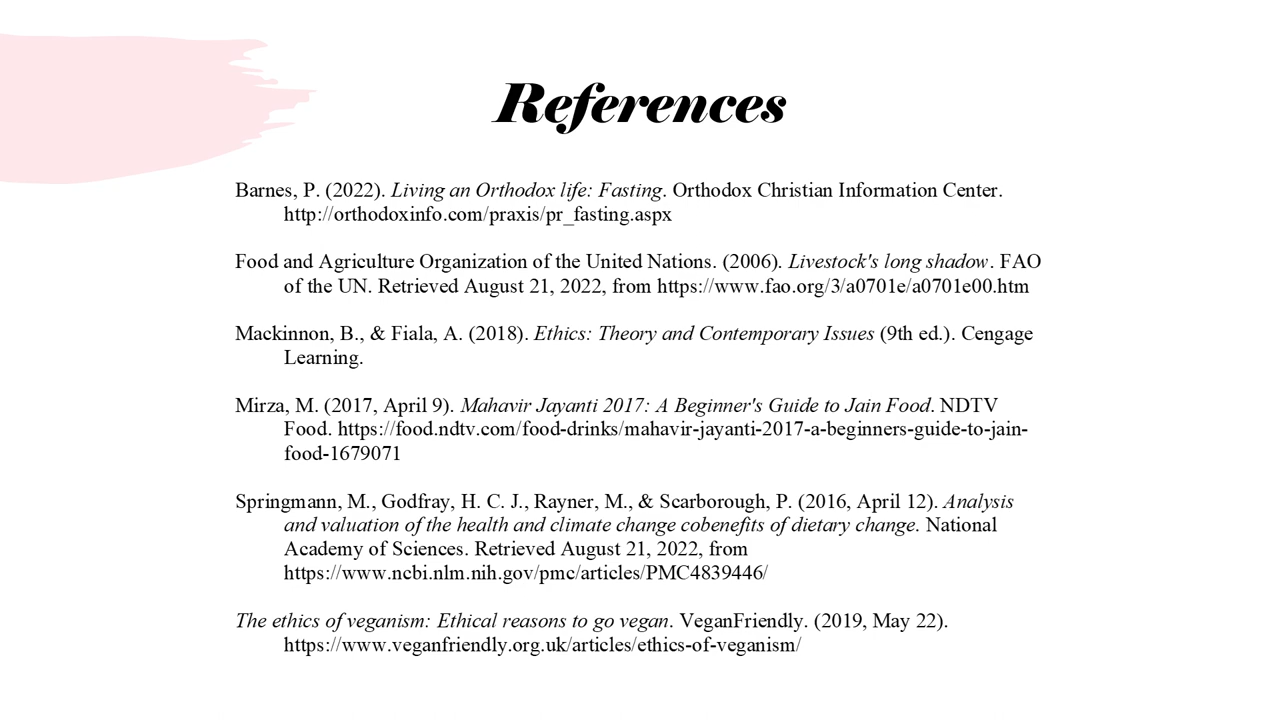 References
Barnes, P. (2022). Living an Orthodox life: Fasting. Orthodox Christian Information Center.
http://orthodoxinfo.com/praxis/pr_fasting.aspx
Food and Agriculture Organization of the United Nations. (2006). Livestock's long shadow. FAO
of the UN. Retrieved August 21, 2022, from https://www.fao.org/3/a0701e/a0701e00.htm
Mackinnon, B., & Fiala, A. (2018). Ethics: Theory and Contemporary Issues (9th ed.). Cengage
Learning.
Mirza, M. (2017, April 9). Mahavir Jayanti 2017: A Beginner's Guide to Jain Food. NDTV
Food. https://food.ndtv.com/food-drinks/mahavir-jayanti-2017-a-beginners-guide-to-jain-
food-1679071
Springmann, M., Godfray, H. C. J., Rayner, M., & Scarborough, P. (2016, April 12). Analysis
and valuation of the health and climate change cobenefits of dietary change. National
Academy of Sciences. Retrieved August 21, 2022, from
https://www.ncbi.nlm.nih.gov/pmc/articles/PMC4839446/
The ethics of veganism: Ethical reasons to go vegan. VeganFriendly. (2019, May 22).
https://www.veganfriendly.org.uk/articles/ethics-of-veganism/